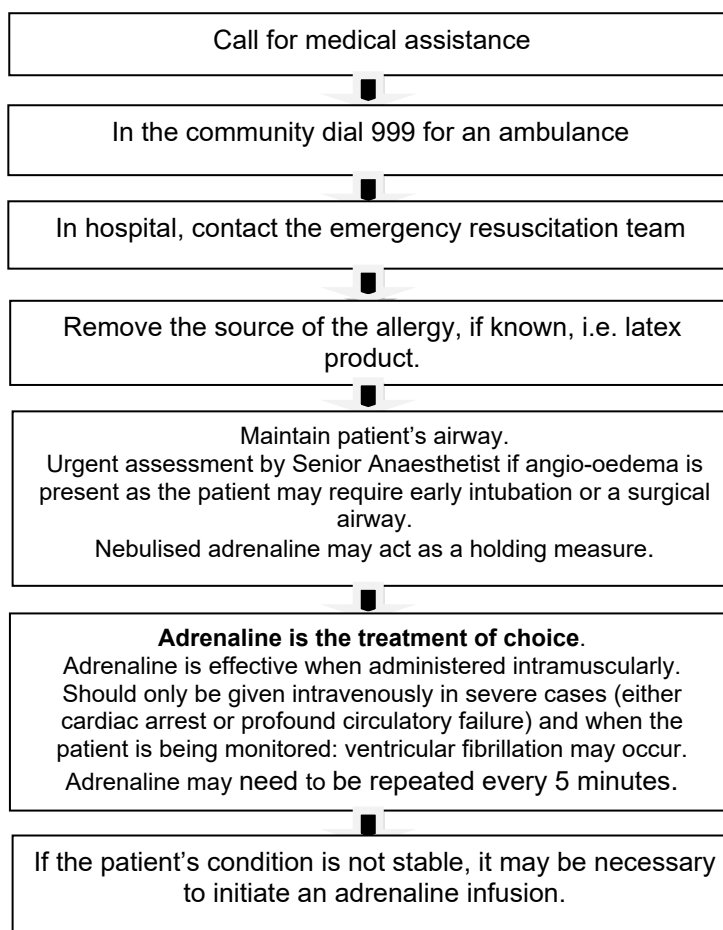 Call for medical assistance
In the community dial 999 for an ambulance
In hospital, contact the emergency resuscitation team
Remove the source of the allergy, if known, i.e. latex
product.
Maintain patient’s airway.
Urgent assessment by Senior Anaesthetist if angio-oedema is
present as the patient may require early intubation or a surgical
airway.
Nebulised adrenaline may act as a holding measure.
Adrenaline is the treatment of choice.
Adrenaline is effective when administered intramuscularly.
Should only be given intravenously in severe cases (either
cardiac arrest or profound circulatory failure) and when the
patient is being monitored: ventricular fibrillation may occur.
Adrenaline may need to be repeated every 5 minutes.
If the patient’s condition is not stable, it may be necessary
to initiate an adrenaline infusion.